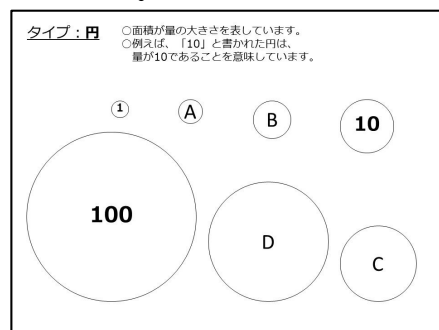 タイプ：円
○面積が量の大きさを表しています。
○例えば、「10」と書かれた円は、
量が10であることを意味しています。
1
A
B
10
100
D
C